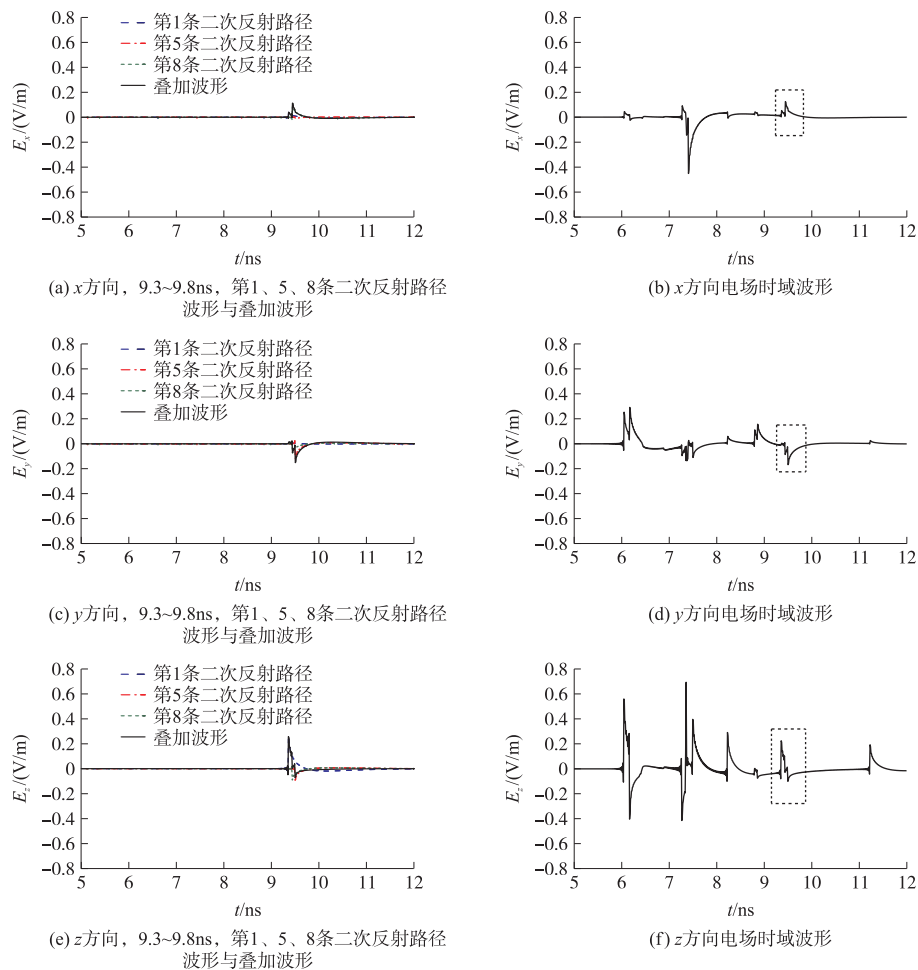 0.8
0.6
0.4
0.2
0
−0.2
−0.4
−0.6
−0.8
Ex/(V/m)
第1条二次反射路径
第5条二次反射路径
第8条二次反射路径
叠加波形
5 6 7 8 9 10 11 12
t/ns
(a) x方向，9.3~9.8ns，第1、5、8条二次反射路径
波形与叠加波形
0.8
0.6
0.4
0.2
0
−0.2
−0.4
−0.6
−0.8
Ex/(V/m)
5 6 7 8 9 10 11 12
t/ns
(b) x方向电场时域波形
0.8
0.6
0.4
0.2
0
−0.2
−0.4
−0.6
−0.8
Ey/(V/m)
第1条二次反射路径
第5条二次反射路径
第8条二次反射路径
叠加波形
5 6 7 8 9 10 11 12
t/ns
(c) y方向，9.3~9.8ns，第1、5、8条二次反射路径
波形与叠加波形
0.8
0.6
0.4
0.2
0
−0.2
−0.4
−0.6
−0.8
Ey/(V/m)
5 6 7 8 9 10 11 12
t/ns
(d) y方向电场时域波形
0.8
0.6
0.4
0.2
0
−0.2
−0.4
−0.6
−0.8
Ez/(V/m)
第1条二次反射路径
第5条二次反射路径
第8条二次反射路径
叠加波形
5 6 7 8 9 10 11 12
t/ns
(e) z方向，9.3~9.8ns，第1、5、8条二次反射路径
波形与叠加波形
0.8
0.6
0.4
0.2
0
−0.2
−0.4
−0.6
−0.8
Ez/(V/m)
5 6 7 8 9 10 11 12
t/ns
(f) z方向电场时域波形